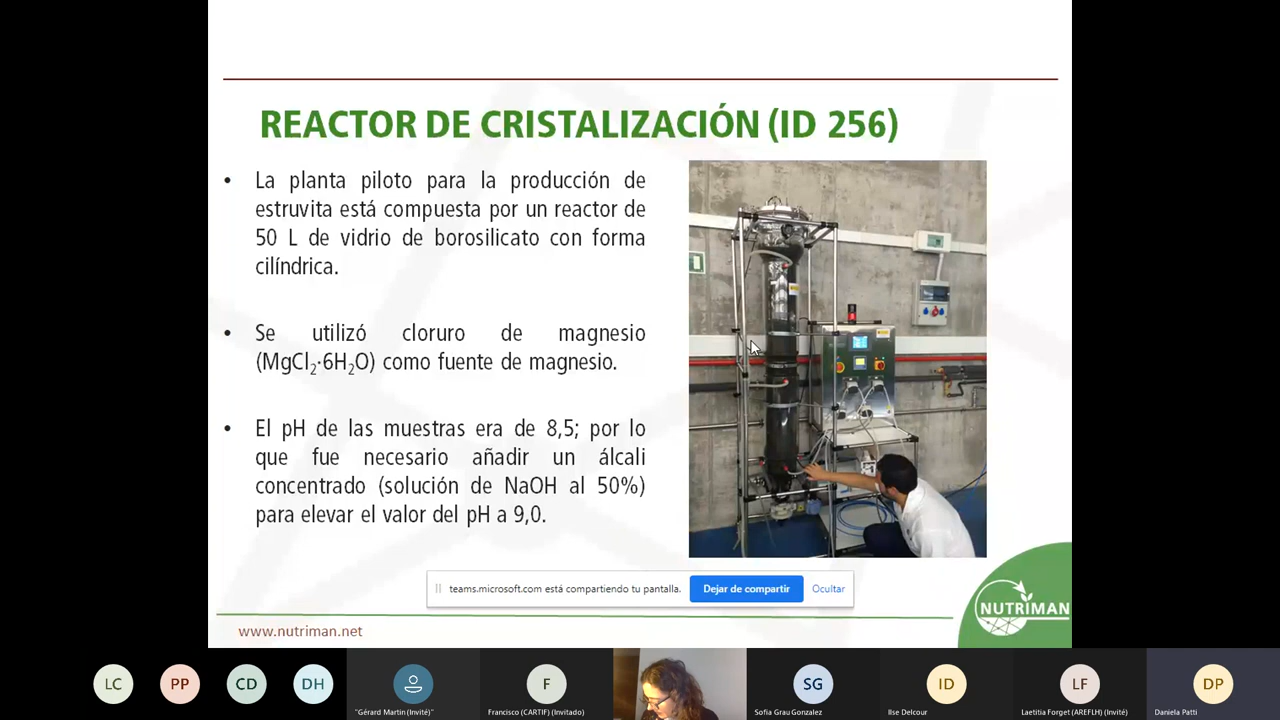 REACTOR DE CRISTALIZACIÓN (ID 256)
• La planta piloto para la producción de
estruvita está compuesta por un reactor de
50 L de vidrio de borosilicato con forma
cilíndrica.
• Se utilizó cloruro de magnesio
(MgCl₂·6H₂O) como fuente de magnesio.
• El pH de las muestras era de 8,5; por lo
que fue necesario añadir un álcali
concentrado (solución de NaOH al 50%)
para elevar el valor del pH a 9,0.
teams.microsoft.com está compartiendo tu pantalla. Dejar de compartir Ocultar
NUTRIMAN
www.nutriman.net
LC PP CD DH F SG ID LF DP
"Gérard Martin (Invité)" Francisco (CARTIF) (Invitado) Sofia Grau Gonzalez Ilse Delcour Laetitia Forget (AREFLH) (Invité) Daniela Patti